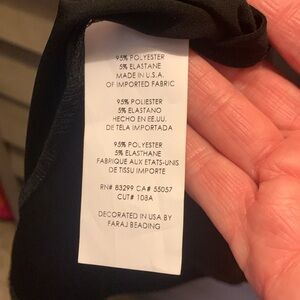 95% POLYESTER
5% ELASTANE
MADE IN U.S.A.
OF IMPORTED FABRIC
95% POLIESTER
5% ELASTANO
HECHO EN EE.UU.
DE TELA IMPORTADA
95% POLYESTER
5% ELASTHANE
FABRIQUE AUX ETATS-UNIS
DE TISSU IMPORTE
RN# 83299 CA# 55057
CUT# 108A
DECORATED IN USA BY
FARAJ BEADING